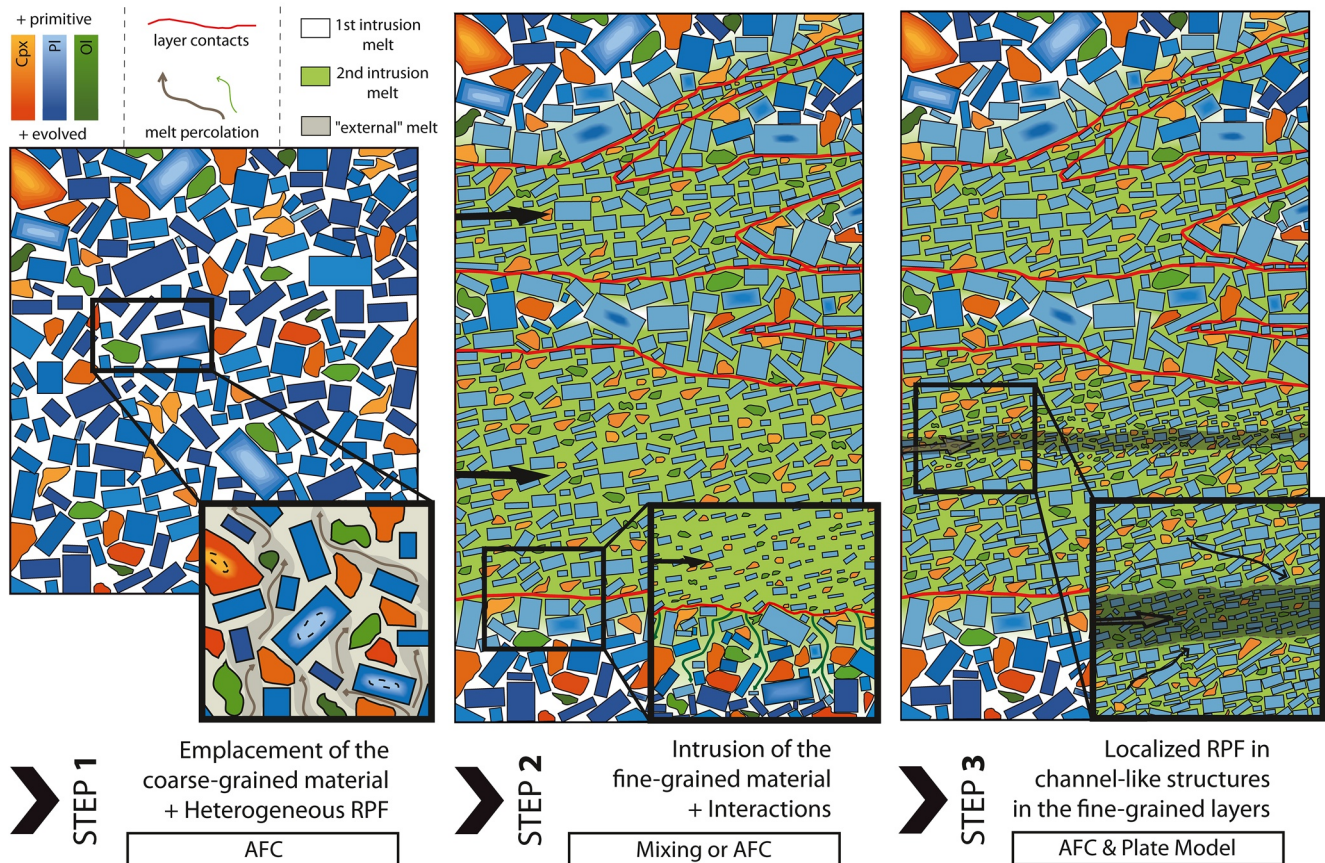 + primitive
Cpx
Pl
Ol
+ evolved
layer contacts
melt percolation
1st intrusion
melt
2nd intrusion
melt
"external" melt
STEP 1
Emplacement of the
coarse-grained material
+ Heterogeneous RPF
AFC
STEP 2
Intrusion of the
fine-grained material
+ Interactions
Mixing or AFC
STEP 3
Localized RPF in
channel-like structures
in the fine-grained layers
AFC & Plate Model